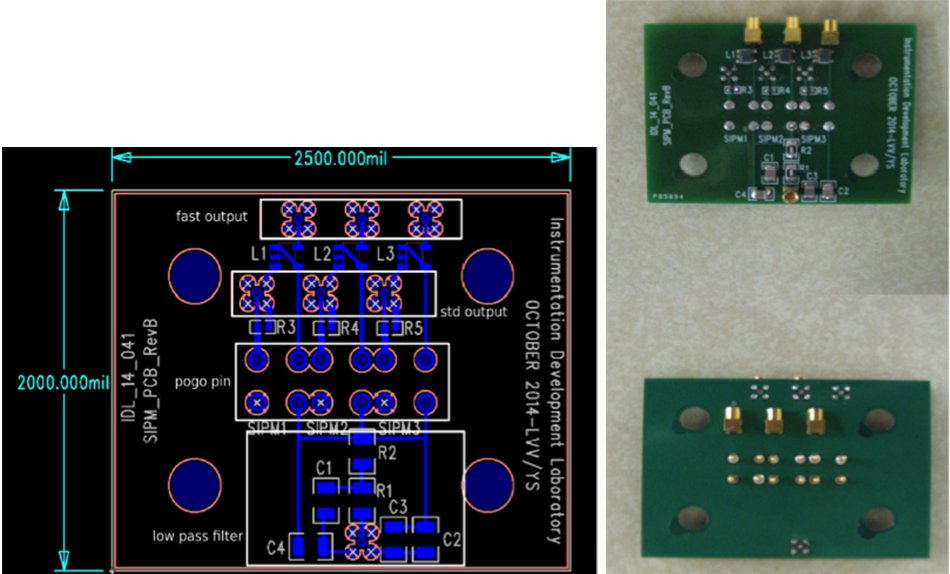 2500.000mil
fast output
L1
L2
L3
std output
R3
R4
R5
2000.000mil
pogo pin
IDL_14_041
SIPM_PCB_RevB
SIPM1
SIPM2
SIPM3
R2
C1
R1
C3
low pass filter
C4
C2
Instrumentation Development Laboratory
OCTOBER 2014-LVV/YS
L1
L2
L3
R3
R4
R5
IDL_14_041
SIPM_PCB_RevB
SIPM1
SIPM2
SIPM3
R2
C1
R1
C3
C4
C2
Instrumentation Development Laboratory
OCTOBER 2014-LVV/YS